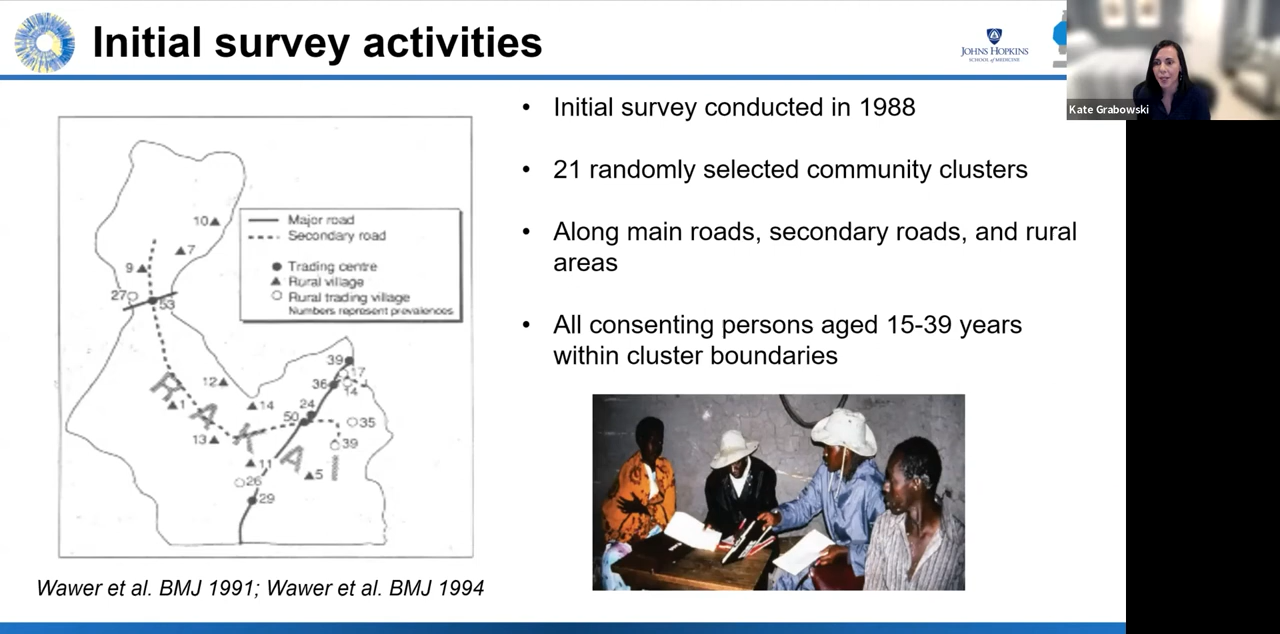 Initial survey activities
JOHNS HOPKINS
SCHOOL of MEDICINE
Kate Grabowski
• Initial survey conducted in 1988
• 21 randomly selected community clusters
• Along main roads, secondary roads, and rural
areas
• All consenting persons aged 15-39 years
within cluster boundaries
Major road
Secondary road
Trading centre
Rural village
Rural trading village
Numbers represent prevalences
10
7
9
27
53
39
17
36
14
12
1
14
24
50
35
13
39
11
5
26
29
RAKAI
Wawer et al. BMJ 1991; Wawer et al. BMJ 1994